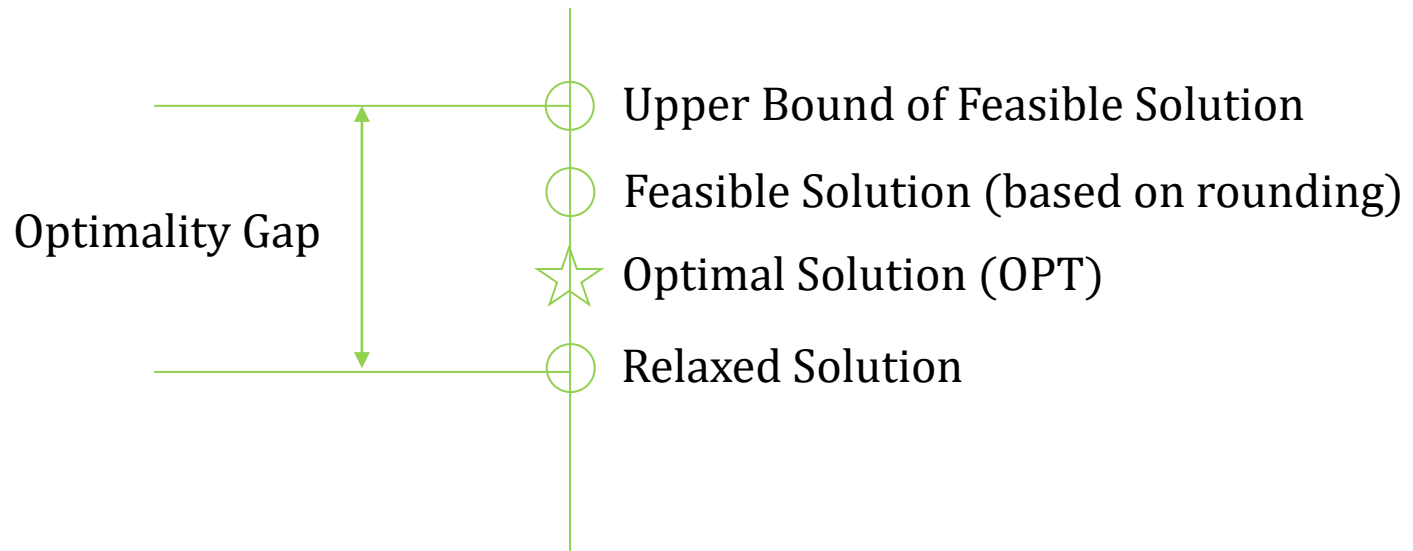 Upper Bound of Feasible Solution
Feasible Solution (based on rounding)
Optimality Gap
Optimal Solution (OPT)
Relaxed Solution